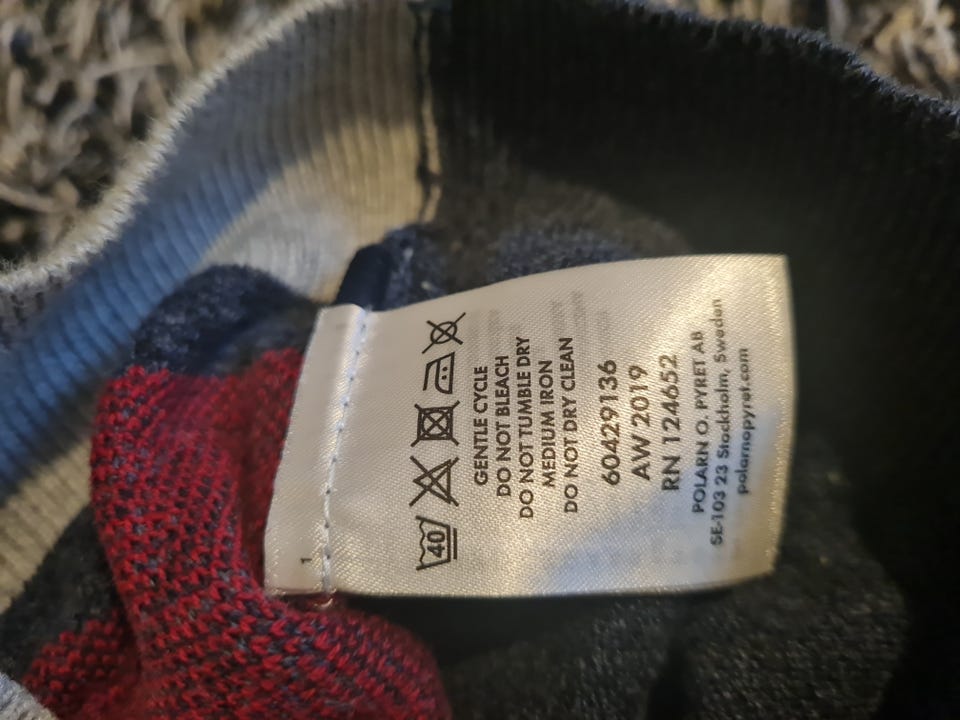 40
GENTLE CYCLE
DO NOT BLEACH
DO NOT TUMBLE DRY
MEDIUM IRON
DO NOT DRY CLEAN
60429136
AW 2019
RN 124652
POLARN O. PYRET AB
SE-103 23 Stockholm, Sweden
polarnopyret.com
1